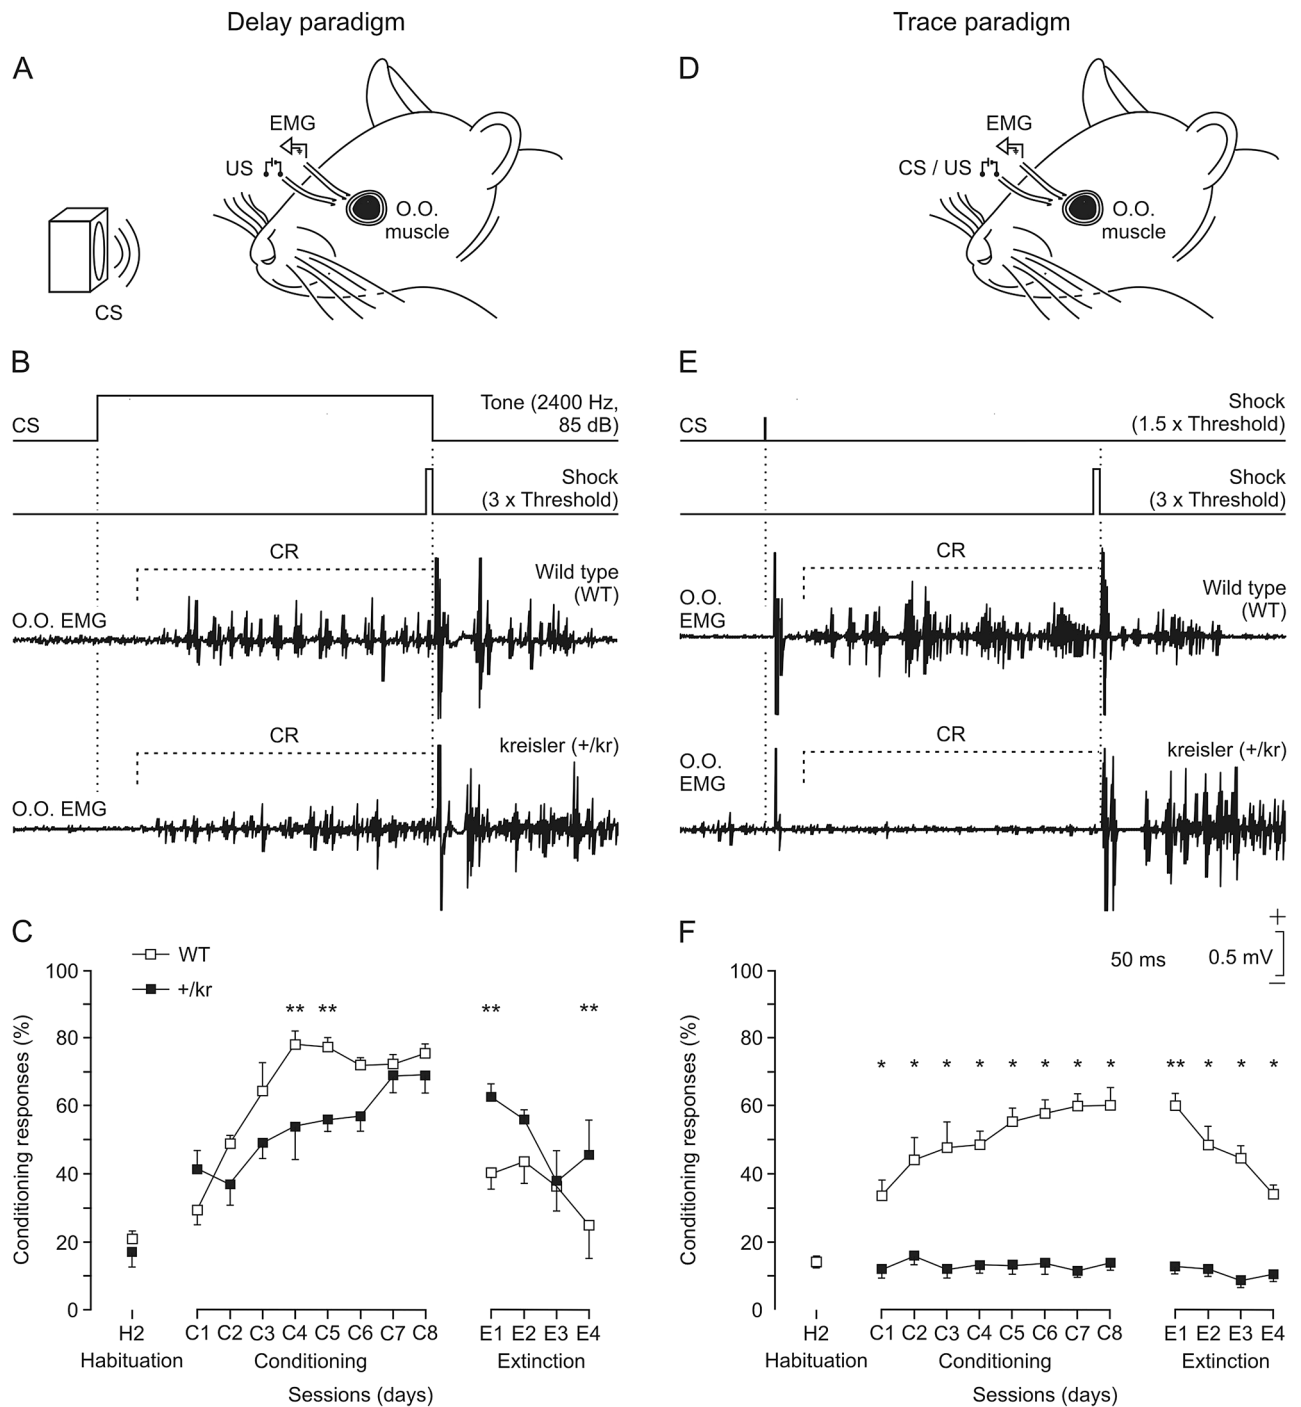 Delay paradigm
Trace paradigm
A
EMG
US
O.O.
muscle
CS
D
EMG
CS / US
O.O.
muscle
B
CS
Tone (2400 Hz,
85 dB)
Shock
(3 x Threshold)
CR
Wild type
(WT)
O.O. EMG
CR
kreisler (+/kr)
O.O. EMG
E
CS
Shock
(1.5 x Threshold)
Shock
(3 x Threshold)
CR
O.O.
EMG
Wild type
(WT)
CR
O.O.
EMG
kreisler (+/kr)
+
50 ms
0.5 mV
−
C
WT
+/kr
Conditioning responses (%)
100
80
60
40
20
0
** ** ** **
H2 C1 C2 C3 C4 C5 C6 C7 C8 E1 E2 E3 E4
Habituation Conditioning Extinction
Sessions (days)
F
Conditioning responses (%)
100
80
60
40
20
0
* * * * * * * * ** * * *
H2 C1 C2 C3 C4 C5 C6 C7 C8 E1 E2 E3 E4
Habituation Conditioning Extinction
Sessions (days)